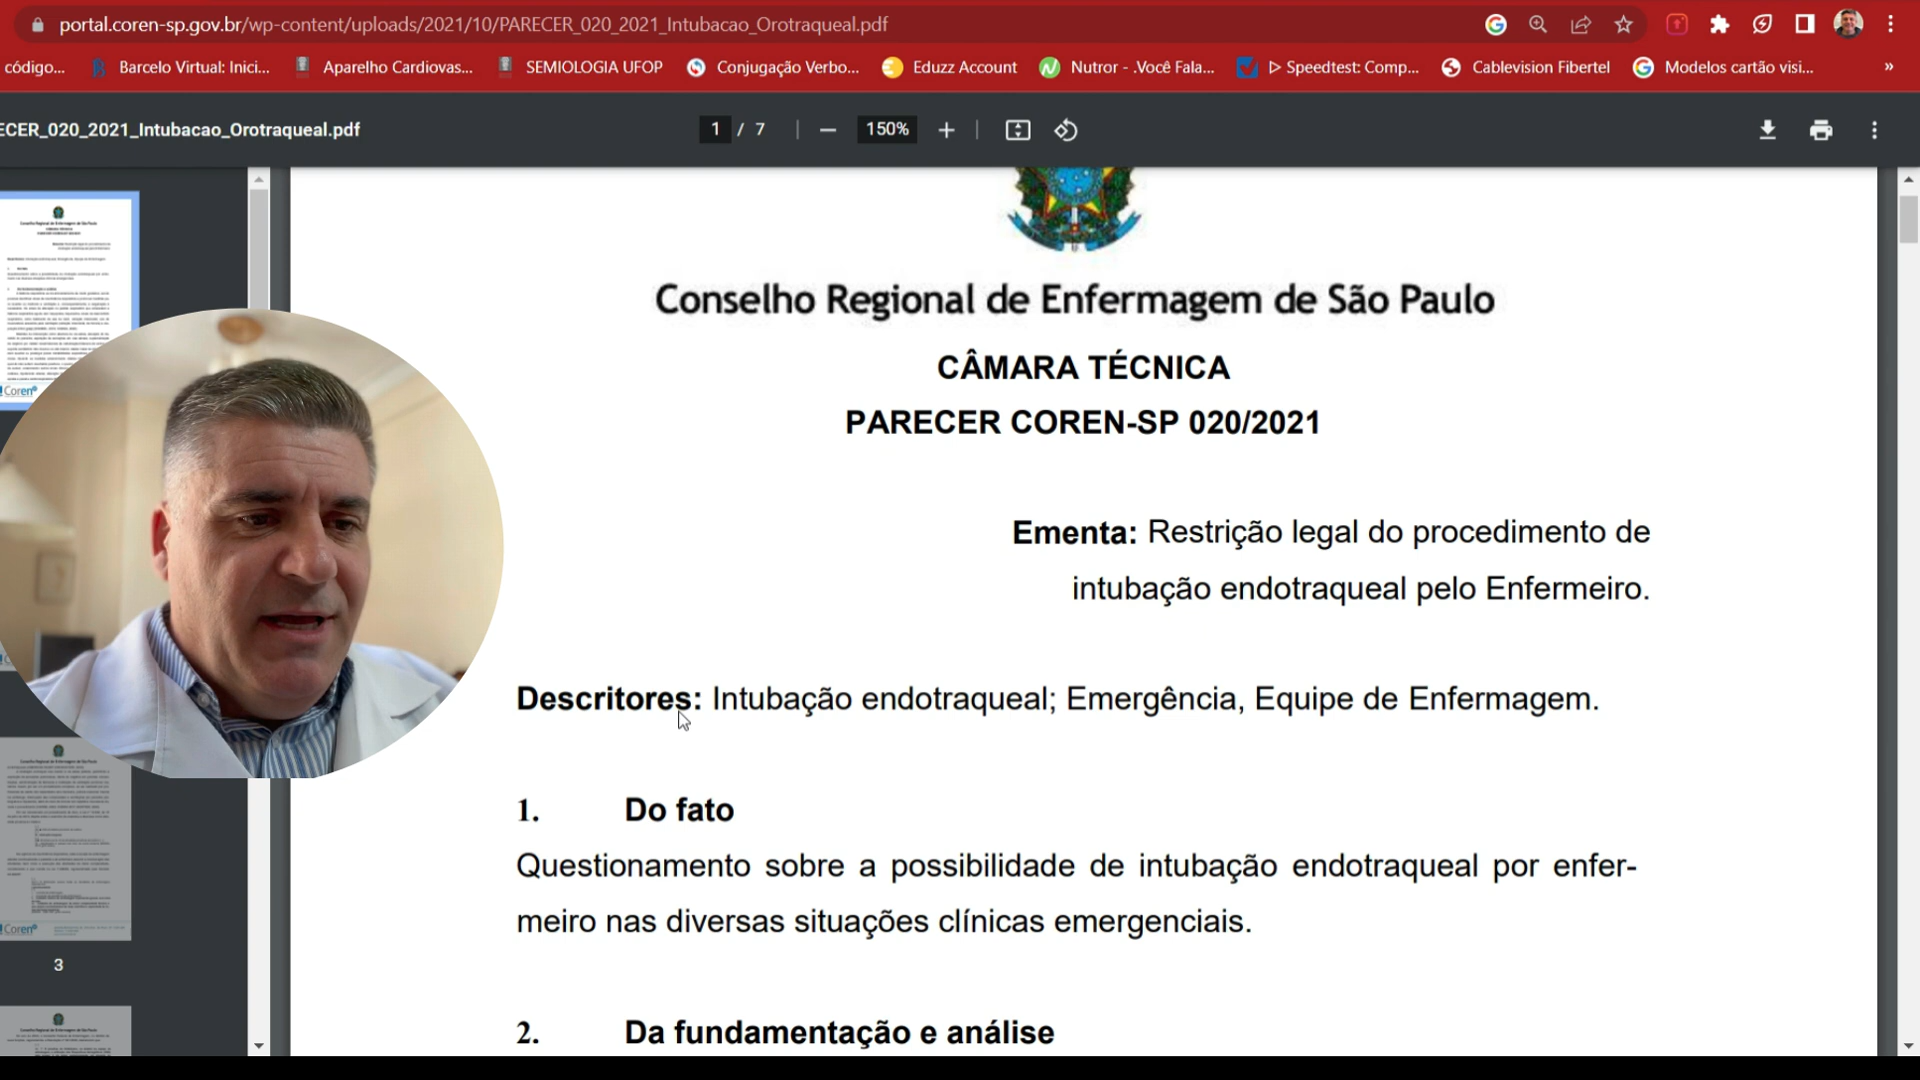 portal.coren-sp.gov.br/wp-content/uploads/2021/10/PARECER_020_2021_Intubacao_Orotraqueal.pdf
código... Barcelo Virtual: Inici... Aparelho Cardiovas... SEMIOLOGIA UFOP Conjugação Verbo... Eduzz Account Nutror - .Você Fala... ▷ Speedtest: Comp... Cablevision Fibertel Modelos cartão visi... »
ECER_020_2021_Intubacao_Orotraqueal.pdf 1 / 7 150%
Conselho Regional de Enfermagem de São Paulo
CÂMARA TÉCNICA
PARECER COREN-SP 020/2021
Ementa: Restrição legal do procedimento de
intubação endotraqueal pelo Enfermeiro.
Descritores: Intubação endotraqueal; Emergência, Equipe de Enfermagem.
1. Do fato
Questionamento sobre a possibilidade de intubação endotraqueal por enfer-
meiro nas diversas situações clínicas emergenciais.
2. Da fundamentação e análise
Coren
Coren
3